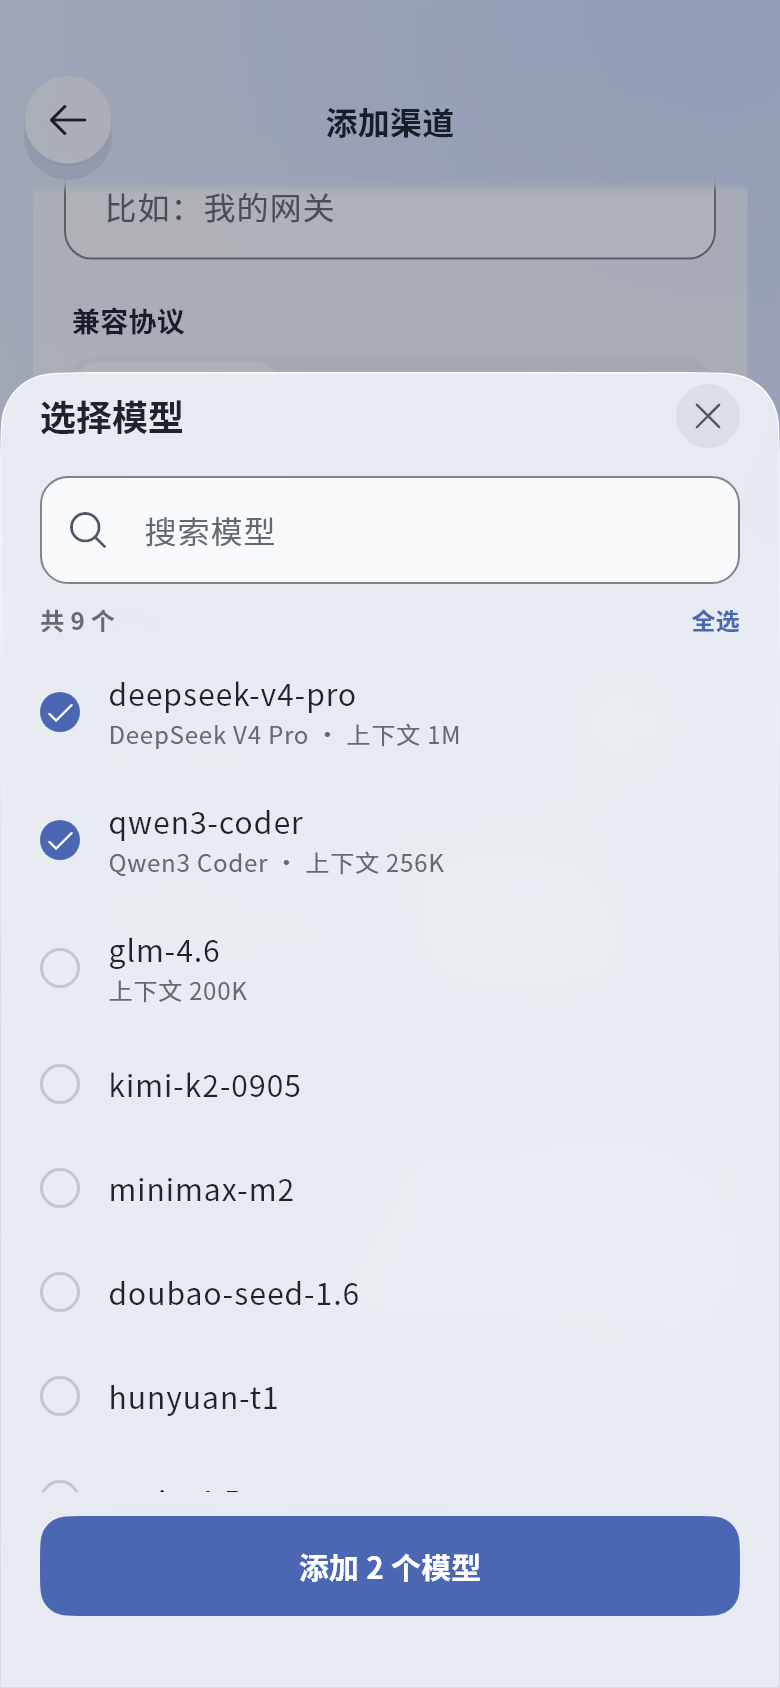 添加渠道
比如：我的网关
兼容协议
选择模型
搜索模型
共 9 个
全选
deepseek-v4-pro
DeepSeek V4 Pro · 上下文 1M
qwen3-coder
Qwen3 Coder · 上下文 256K
glm-4.6
上下文 200K
kimi-k2-0905
minimax-m2
doubao-seed-1.6
hunyuan-t1
添加 2 个模型